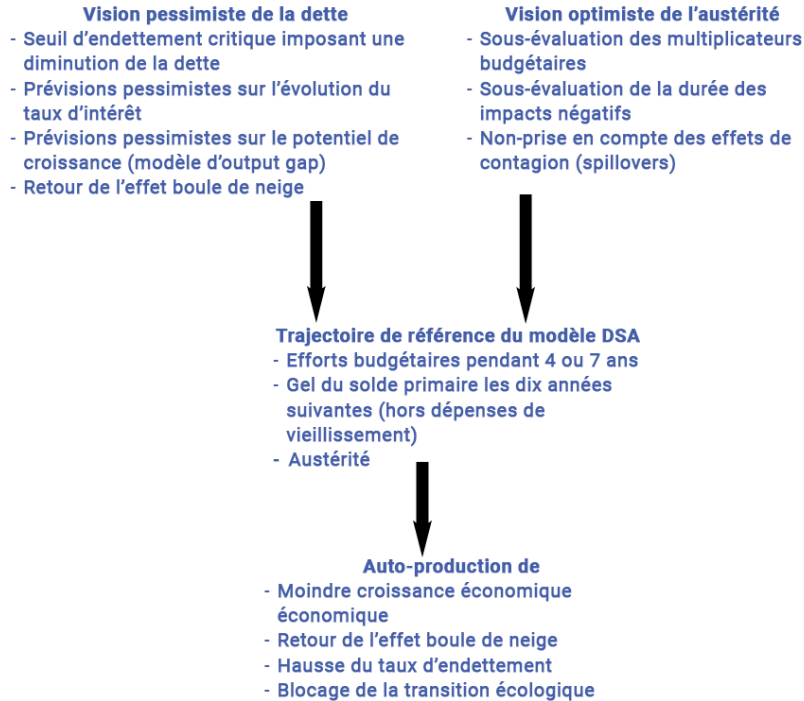 Vision pessimiste de la dette
- Seuil d'endettement critique imposant une
diminution de la dette
- Prévisions pessimistes sur l'évolution du
taux d'intérêt
- Prévisions pessimistes sur le potentiel de
croissance (modèle d'output gap)
- Retour de l'effet boule de neige
Vision optimiste de l'austérité
- Sous-évaluation des multiplicateurs
budgétaires
- Sous-évaluation de la durée des
impacts négatifs
- Non-prise en compte des effets de
contagion (spillovers)
Trajectoire de référence du modèle DSA
- Efforts budgétaires pendant 4 ou 7 ans
- Gel du solde primaire les dix années
suivantes (hors dépenses de
vieillissement)
- Austérité
Auto-production de
- Moindre croissance économique
économique
- Retour de l'effet boule de neige
- Hausse du taux d'endettement
- Blocage de la transition écologique